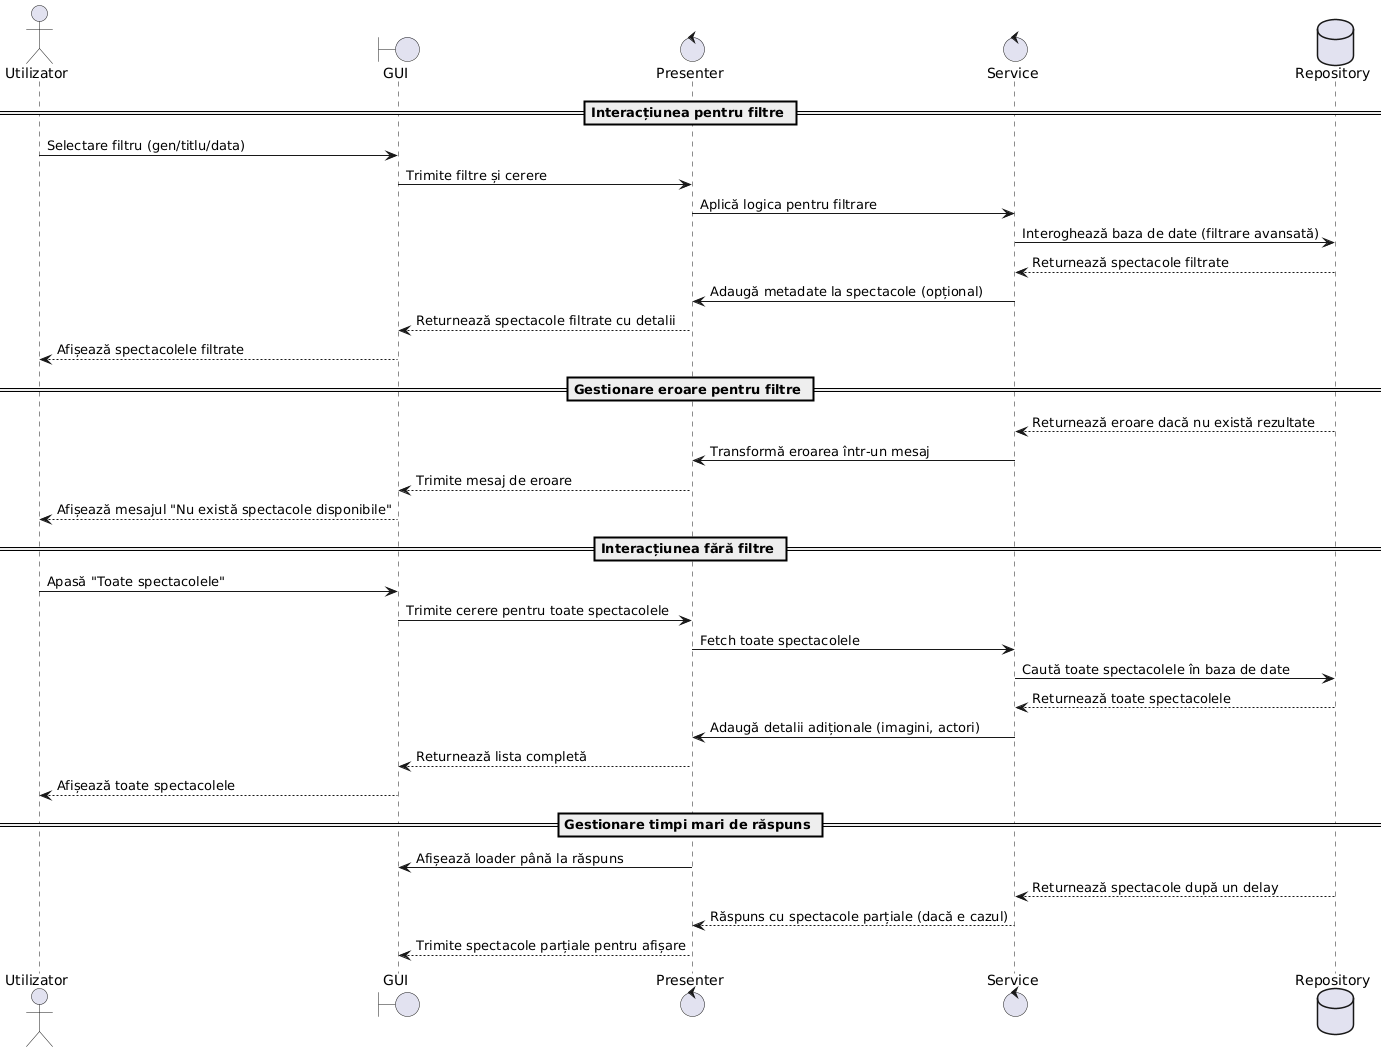 Utilizator
GUI
Presenter
Service
Repository
Interacțiunea pentru filtre
Selectare filtru (gen/titlu/data)
Trimite filtre și cerere
Aplică logica pentru filtrare
Interoghează baza de date (filtrare avansată)
Returnează spectacole filtrate
Adaugă metadate la spectacole (opțional)
Returnează spectacole filtrate cu detalii
Afișează spectacolele filtrate
Gestionare eroare pentru filtre
Returnează eroare dacă nu există rezultate
Transformă eroarea într-un mesaj
Trimite mesaj de eroare
Afișează mesajul "Nu există spectacole disponibile"
Interacțiunea fără filtre
Apasă "Toate spectacolele"
Trimite cerere pentru toate spectacolele
Fetch toate spectacolele
Caută toate spectacolele în baza de date
Returnează toate spectacolele
Adaugă detalii adiționale (imagini, actori)
Returnează lista completă
Afișează toate spectacolele
Gestionare timpi mari de răspuns
Afișează loader până la răspuns
Returnează spectacole după un delay
Răspuns cu spectacole parțiale (dacă e cazul)
Trimite spectacole parțiale pentru afișare
Utilizator
GUI
Presenter
Service
Repository